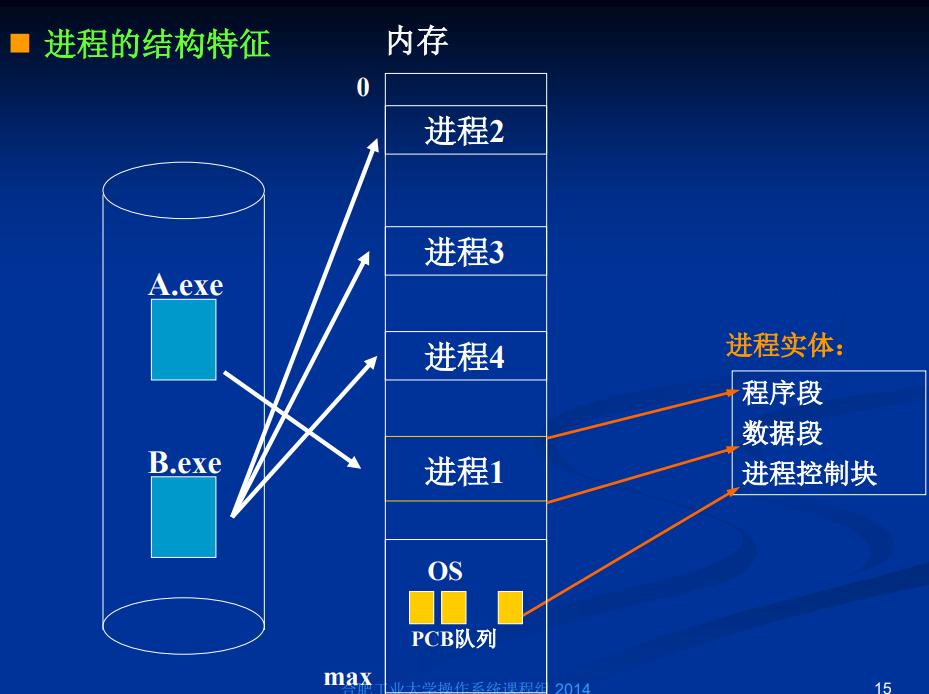 进程的结构特征
内存
0
进程2
进程3
A.exe
进程4
进程实体：
程序段
数据段
进程控制块
B.exe
进程1
OS
PCB队列
max
合肥工业大学操作系统课程组 2014
15